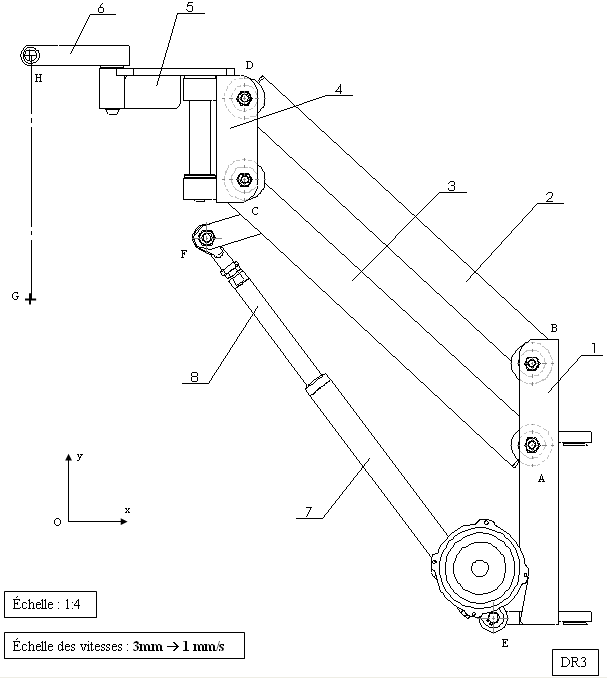 6
5
D
4
H
3
2
C
F
G
B
1
8
A
y
7
x
O
Échelle : 1:4
Échelle des vitesses : 3mm → 1 mm/s
E
DR3